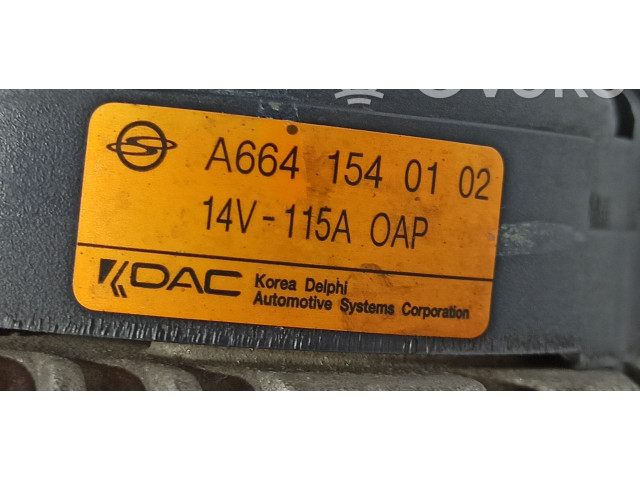 A664 154 01 02
14V-115A OAP
KDAC Korea Delphi
Automotive Systems Corporation